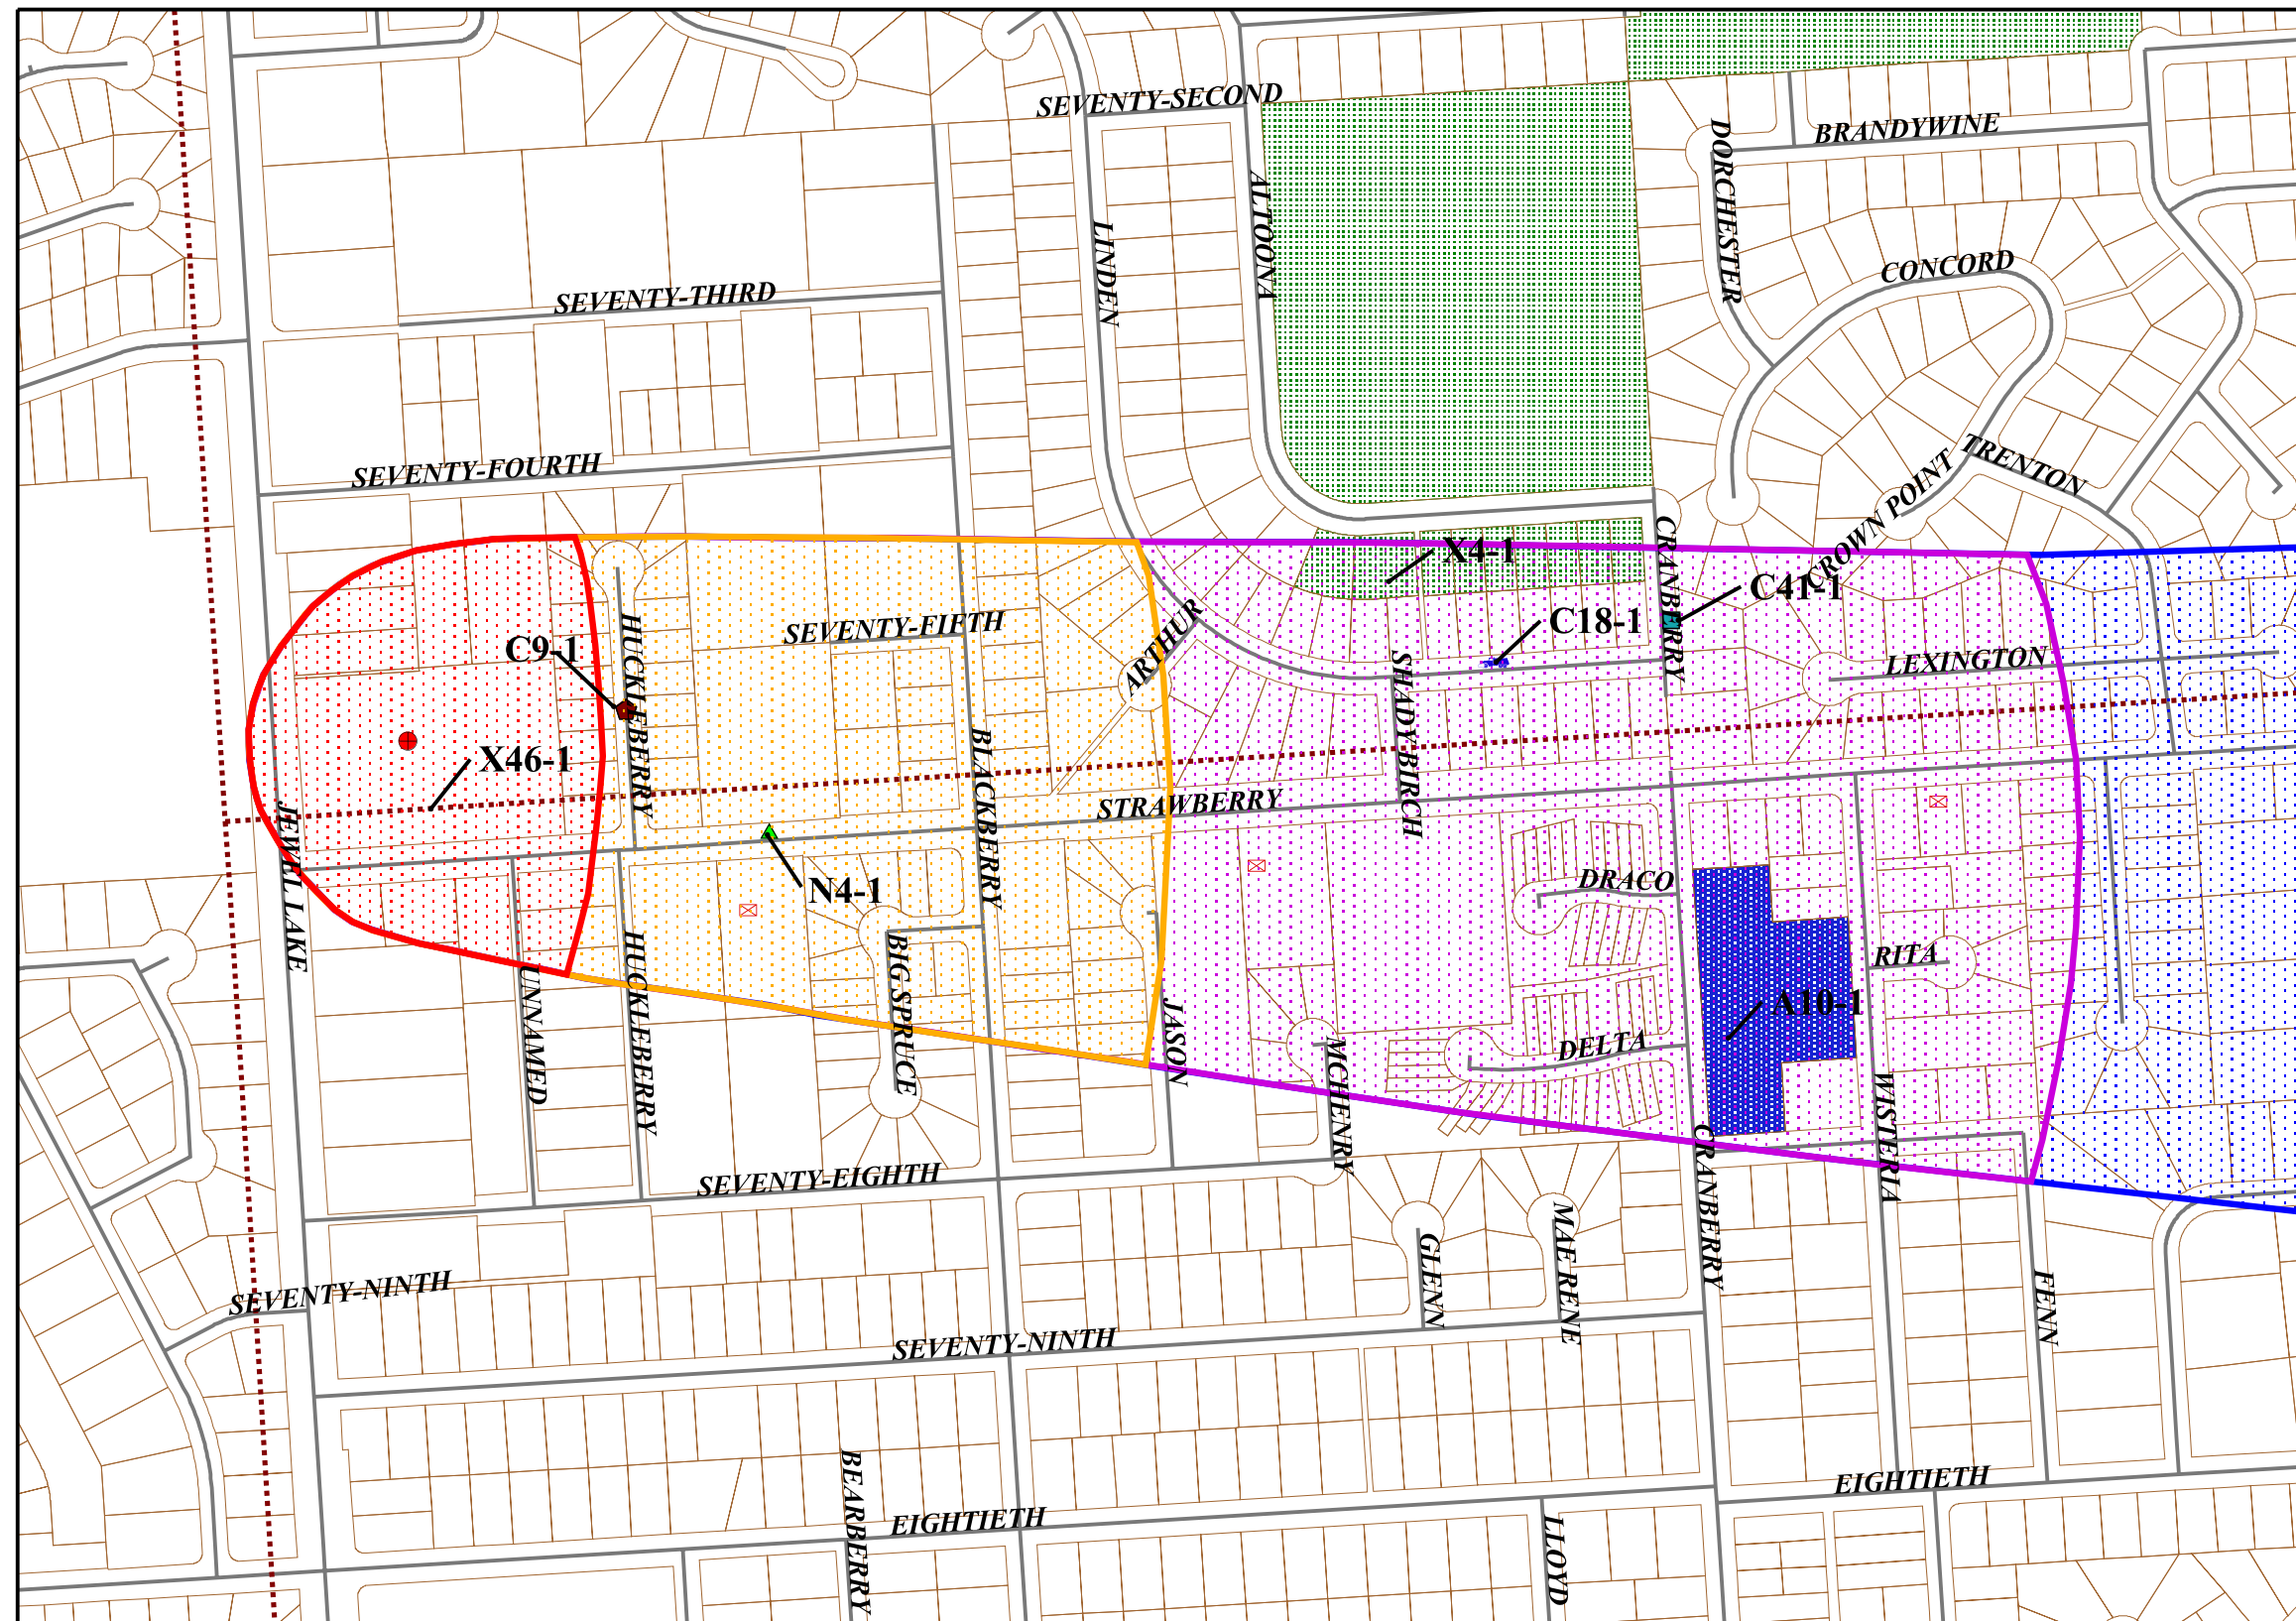 SEVENTY-SECOND
DORCHESTER
BRANDYWINE
ALTOONA
LINDEN
CONCORD
SEVENTY-THIRD
SEVENTY-FOURTH
CROWN POINT
TRENTON
CRANBERRY
X4-1
C41-1
C18-1
HUCKLEBERRY
SEVENTY-FIFTH
ARTHUR
C9-1
SHADYBIRCH
LEXINGTON
X46-1
BLACKBERRY
STRAWBERRY
JEWEL LAKE
N4-1
DRACO
BIG SPRUCE
RITA
UNNAMED
HUCKLEBERRY
JASON
A10-1
DELTA
MCHENRY
WISTERIA
CRANBERRY
SEVENTY-EIGHTH
GLENN
MAE RENE
FENN
SEVENTY-NINTH
SEVENTY-NINTH
BEARBERRY
EIGHTIETH
EIGHTIETH
LLOYD